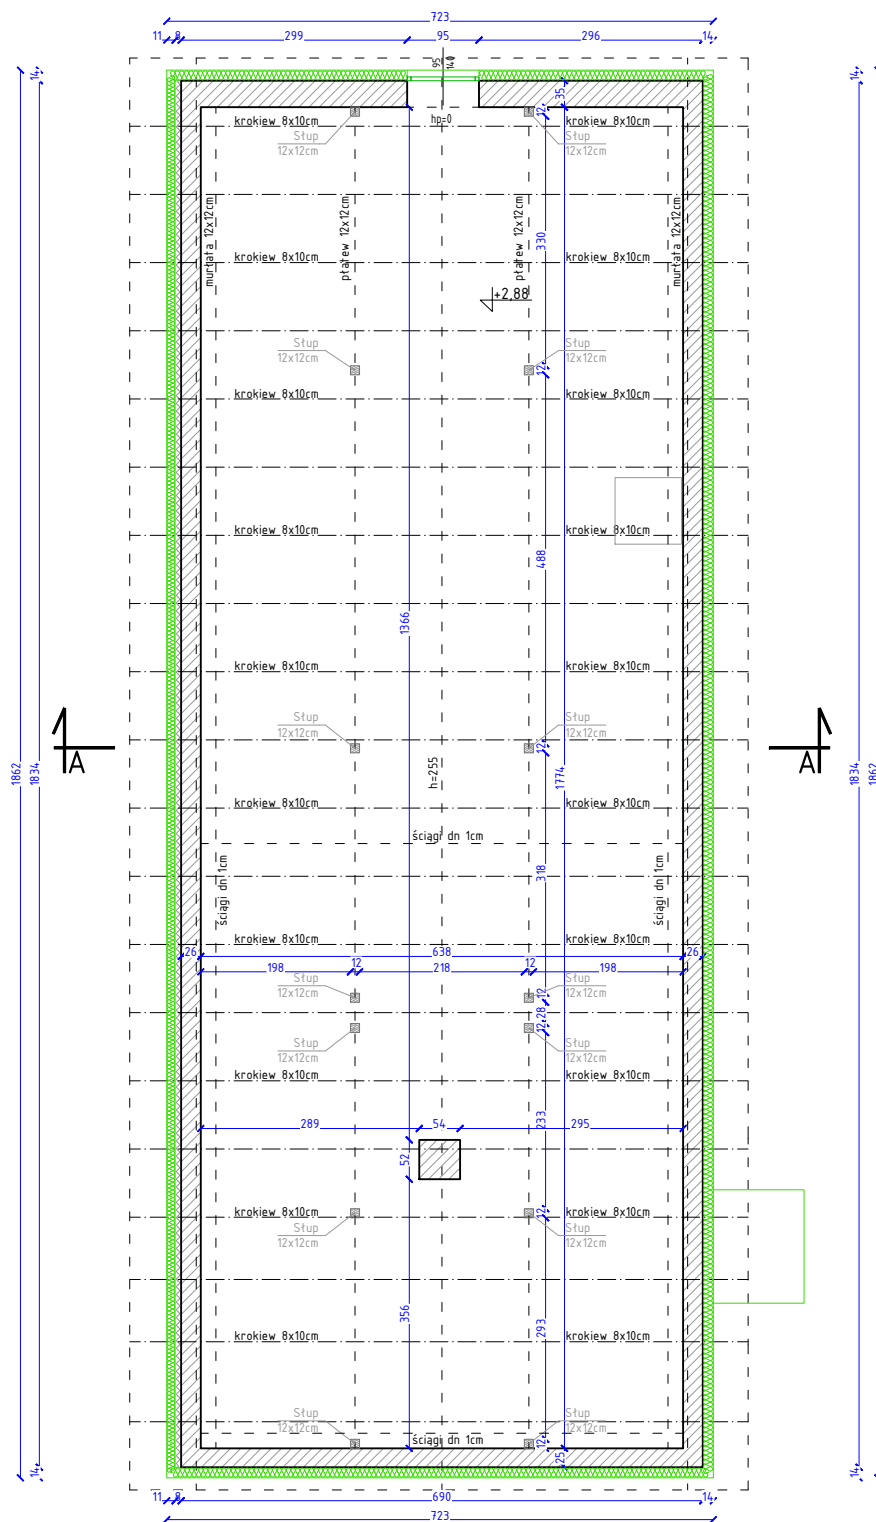 723
11 8 299 95 296 14
95
140
14 14
35
hp=0
12
krokiew 8x10cm krokiew 8x10cm
Słup Słup
12x12cm 12x12cm
murłata 12x12cm płatew 12x12cm płatew 12x12cm murłata 12x12cm
330
krokiew 8x10cm krokiew 8x10cm
+2,88
Słup Słup
12x12cm 12x12cm
12
krokiew 8x10cm krokiew 8x10cm
krokiew 8x10cm krokiew 8x10cm
488
1366
krokiew 8x10cm krokiew 8x10cm
Słup Słup
12x12cm 12x12cm
12
A A
1862 1834 h=255 1774 1834 1862
krokiew 8x10cm krokiew 8x10cm
ściągi dn 1cm
ściągi dn 1cm ściągi dn 1cm
318
krokiew 8x10cm krokiew 8x10cm
26 638 26
198 12 218 12 198
Słup Słup
12x12cm 12x12cm
12
28
12
Słup Słup
12x12cm 12x12cm
krokiew 8x10cm krokiew 8x10cm
289 54 295
233
52
krokiew 8x10cm krokiew 8x10cm
12
Słup Słup
12x12cm 12x12cm
356 293
krokiew 8x10cm krokiew 8x10cm
Słup Słup
12x12cm 12x12cm
ściągi dn 1cm
12
25
14 14
11 8 690 14
723